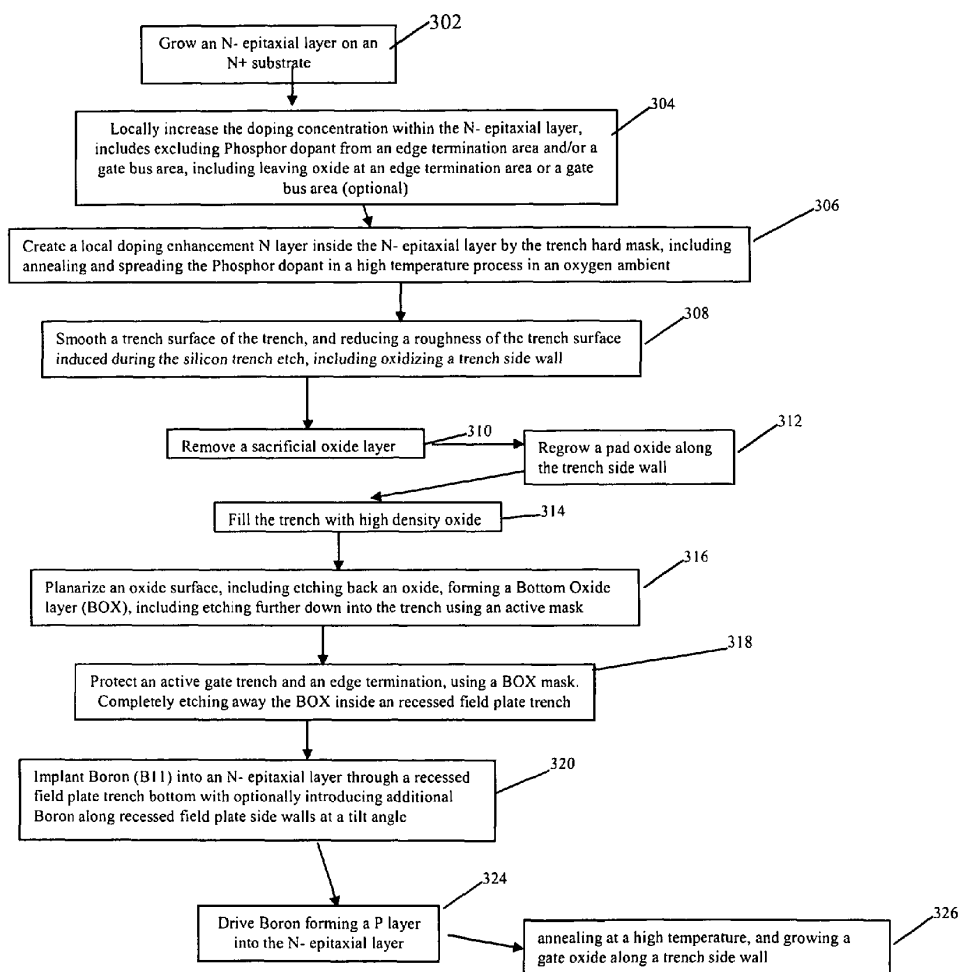 302
Grow an N- epitaxial layer on an
N+ substrate
304
Locally increase the doping concentration within the N- epitaxial layer,
includes excluding Phosphor dopant from an edge termination area and/or a
gate bus area, including leaving oxide at an edge termination area or a gate
bus area (optional)
306
Create a local doping enhancement N layer inside the N- epitaxial layer by the trench hard mask, including
annealing and spreading the Phosphor dopant in a high temperature process in an oxygen ambient
308
Smooth a trench surface of the trench, and reducing a roughness of the trench surface
induced during the silicon trench etch, including oxidizing a trench side wall
Remove a sacrificial oxide layer
310
312
Regrow a pad oxide along
the trench side wall
Fill the trench with high density oxide
314
316
Planarize an oxide surface, including etching back an oxide, forming a Bottom Oxide
layer (BOX), including etching further down into the trench using an active mask
318
Protect an active gate trench and an edge termination, using a BOX mask.
Completely etching away the BOX inside an recessed field plate trench
320
Implant Boron (B11) into an N- epitaxial layer through a recessed
field plate trench bottom with optionally introducing additional
Boron along recessed field plate side walls at a tilt angle
324
Drive Boron forming a P layer
into the N- epitaxial layer
326
annealing at a high temperature, and growing a
gate oxide along a trench side wall